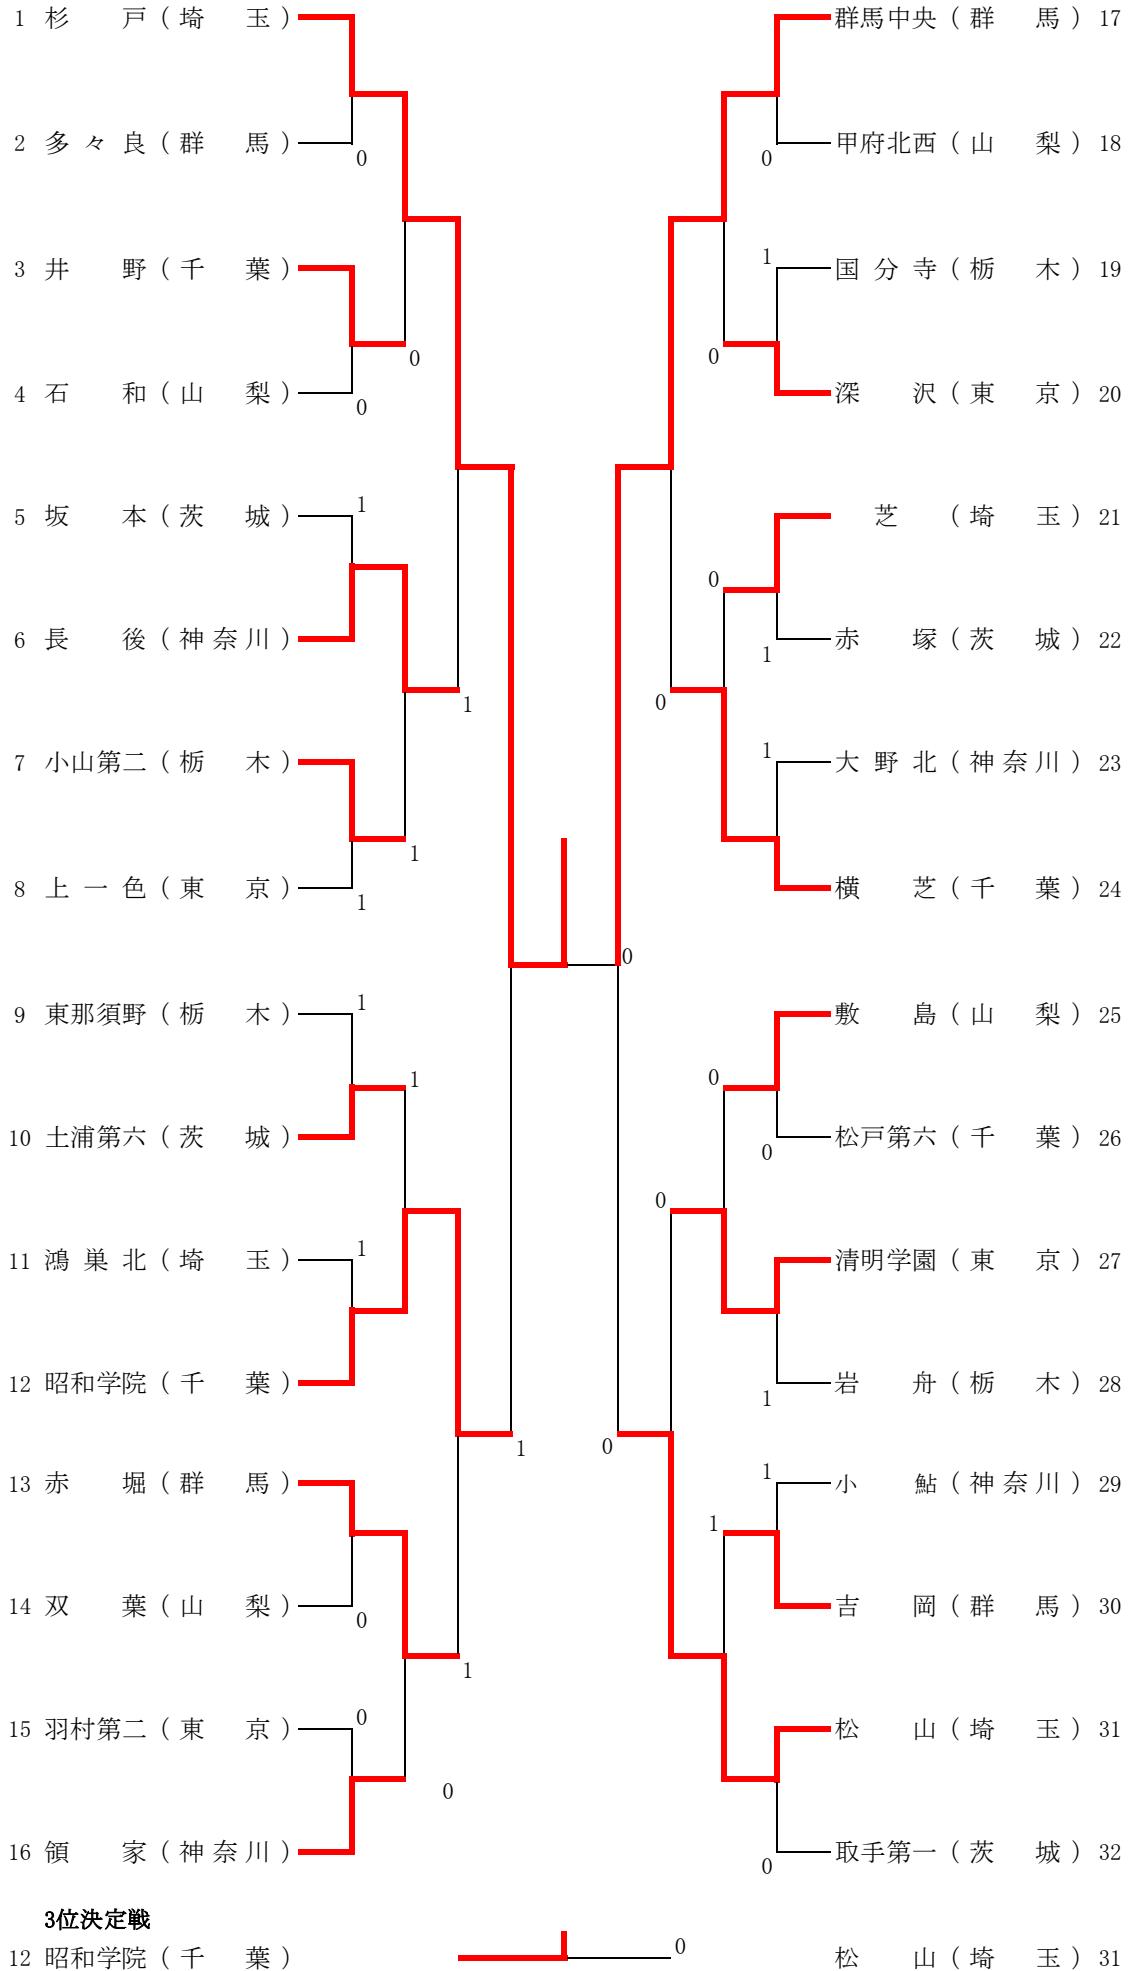 1 杉 戸（埼 玉）
2 多々良（群 馬）
0
3 井 野（千 葉）
0
4 石 和（山 梨）
0
5 坂 本（茨 城）
1
6 長 後（神奈川）
1
7 小山第二（栃 木）
1
8 上一色（東 京）
1
9 東那須野（栃 木）
1
1
10 土浦第六（茨 城）
11 鴻巣北（埼 玉）
1
12 昭和学院（千 葉）
1
13 赤 堀（群 馬）
14 双 葉（山 梨）
0
1
15 羽村第二（東 京）
0
0
16 領 家（神奈川）
群馬中央（群 馬）17
甲府北西（山 梨）18
0
1
国分寺（栃 木）19
0
深 沢（東 京）20
芝 （埼 玉）21
0
赤 塚（茨 城）22
1
0
1
大野北（神奈川）23
横 芝（千 葉）24
0
敷 島（山 梨）25
0
松戸第六（千 葉）26
0
0
清明学園（東 京）27
岩 舟（栃 木）28
1
0
1
小 鮎（神奈川）29
1
吉 岡（群 馬）30
松 山（埼 玉）31
取手第一（茨 城）32
0
3位決定戦
12 昭和学院（千 葉） 0 松 山（埼 玉）31